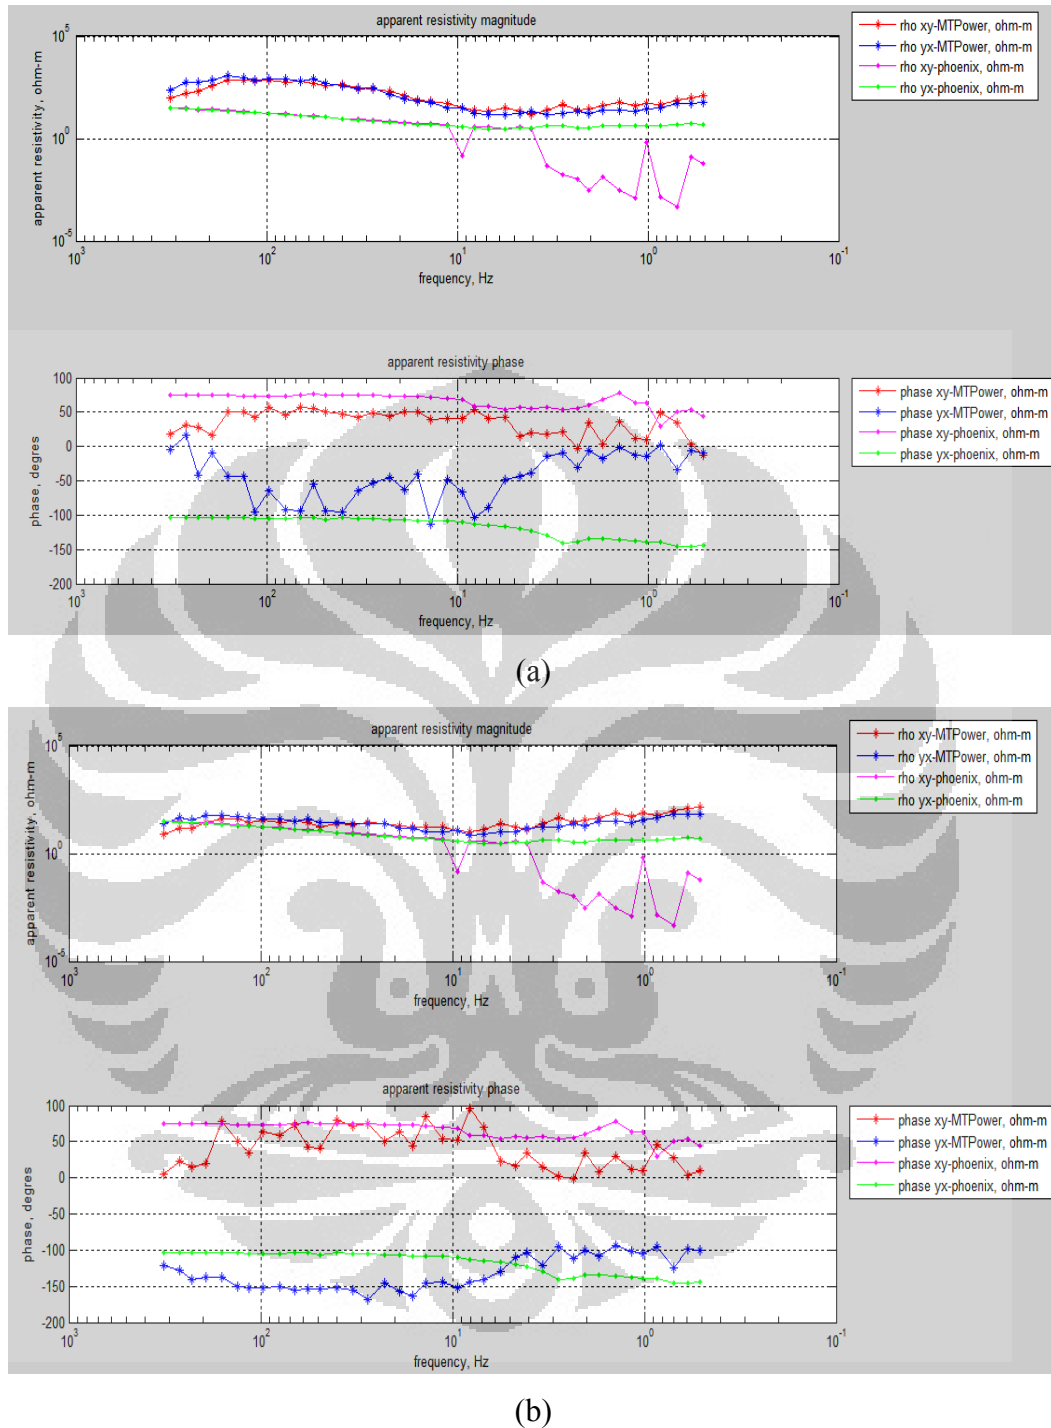 apparent resistivity magnitude
apparent resistivity, ohm-m
10^5
10^0
10^-5
10^3
10^2
10^1
10^0
10^-1
frequency, Hz
rho xy-MTPower, ohm-m
rho yx-MTPower, ohm-m
rho xy-phoenix, ohm-m
rho yx-phoenix, ohm-m
apparent resistivity phase
phase, degres
100
50
0
-50
-100
-150
-200
10^3
10^2
10^1
10^0
10^-1
frequency, Hz
phase xy-MTPower, ohm-m
phase yx-MTPower, ohm-m
phase xy-phoenix, ohm-m
phase yx-phoenix, ohm-m
(a)
apparent resistivity magnitude
apparent resistivity, ohm-m
10^5
10^0
10^-5
10^3
10^2
10^1
10^0
10^-1
frequency, Hz
rho xy-MTPower, ohm-m
rho yx-MTPower, ohm-m
rho xy-phoenix, ohm-m
rho yx-phoenix, ohm-m
apparent resistivity phase
phase, degres
100
50
0
-50
-100
-150
-200
10^3
10^2
10^1
10^0
10^-1
frequency, Hz
phase xy-MTPower, ohm-m
phase yx-MTPower, ohm-m
phase xy-phoenix, ohm-m
phase yx-phoenix, ohm-m
(b)